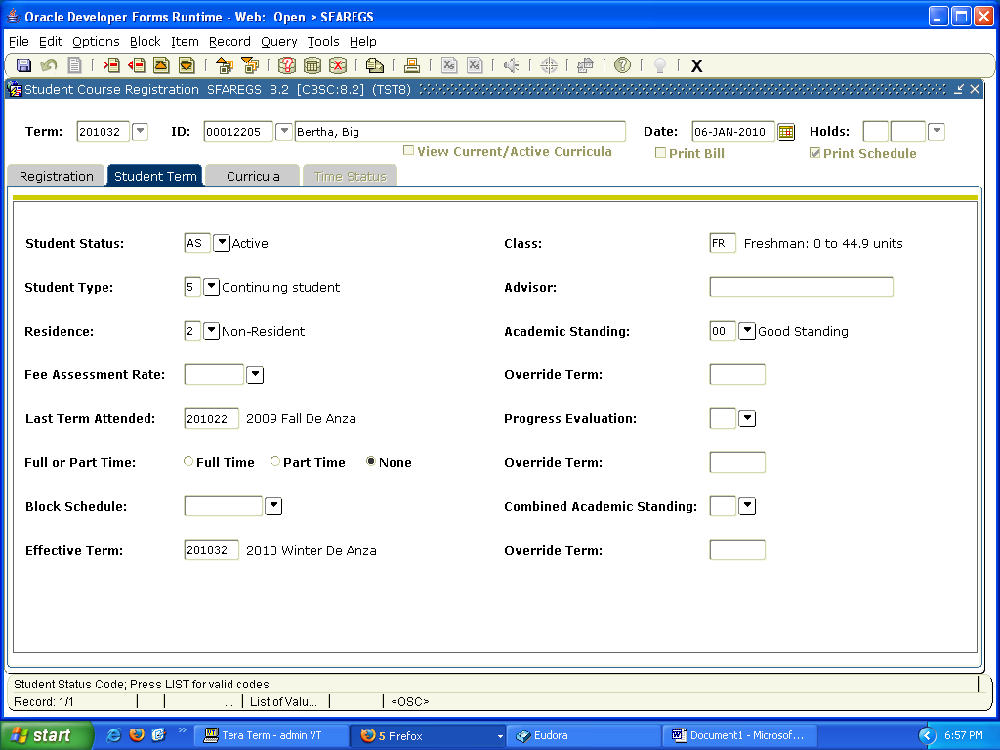 Oracle Developer Forms Runtime - Web: Open > SFAREGS
File Edit Options Block Item Record Query Tools Help
X
Student Course Registration SFAREGS 8.2 [C3SC:8.2] (TST8)
Term: 201032 ID: 00012205 Bertha, Big Date: 06-JAN-2010 Holds:
View Current/Active Curricula Print Bill Print Schedule
Registration Student Term Curricula Time Status
Student Status: AS Active Class: FR Freshman: 0 to 44.9 units
Student Type: 5 Continuing student Advisor:
Residence: 2 Non-Resident Academic Standing: 00 Good Standing
Fee Assessment Rate: Override Term:
Last Term Attended: 201022 2009 Fall De Anza Progress Evaluation:
Full or Part Time: Full Time Part Time None Override Term:
Block Schedule: Combined Academic Standing:
Effective Term: 201032 2010 Winter De Anza Override Term:
Student Status Code; Press LIST for valid codes.
Record: 1/1 ... List of Valu... <OSC>
start Tera Term - admin VT 5 Firefox Eudora Document1 - Microsof... 6:57 PM